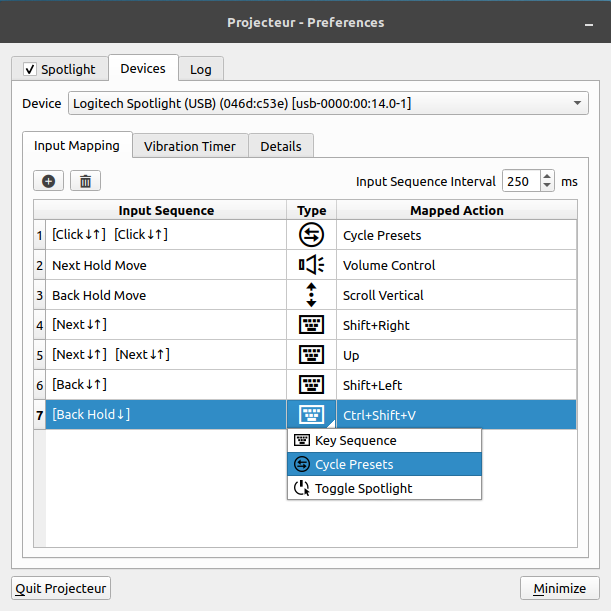 Projecteur - Preferences
Spotlight Devices Log
Device Logitech Spotlight (USB) (046d:c53e) [usb-0000:00:14.0-1]
Input Mapping Vibration Timer Details
Input Sequence Interval 250 ms
Input Sequence Type Mapped Action
1 [Click↓↑] [Click↓↑] Cycle Presets
2 Next Hold Move Volume Control
3 Back Hold Move Scroll Vertical
4 [Next↓↑] Shift+Right
5 [Next↓↑] [Next↓↑] Up
6 [Back↓↑] Shift+Left
7 [Back Hold↓] Ctrl+Shift+V
Key Sequence
Cycle Presets
Toggle Spotlight
Quit Projecteur Minimize